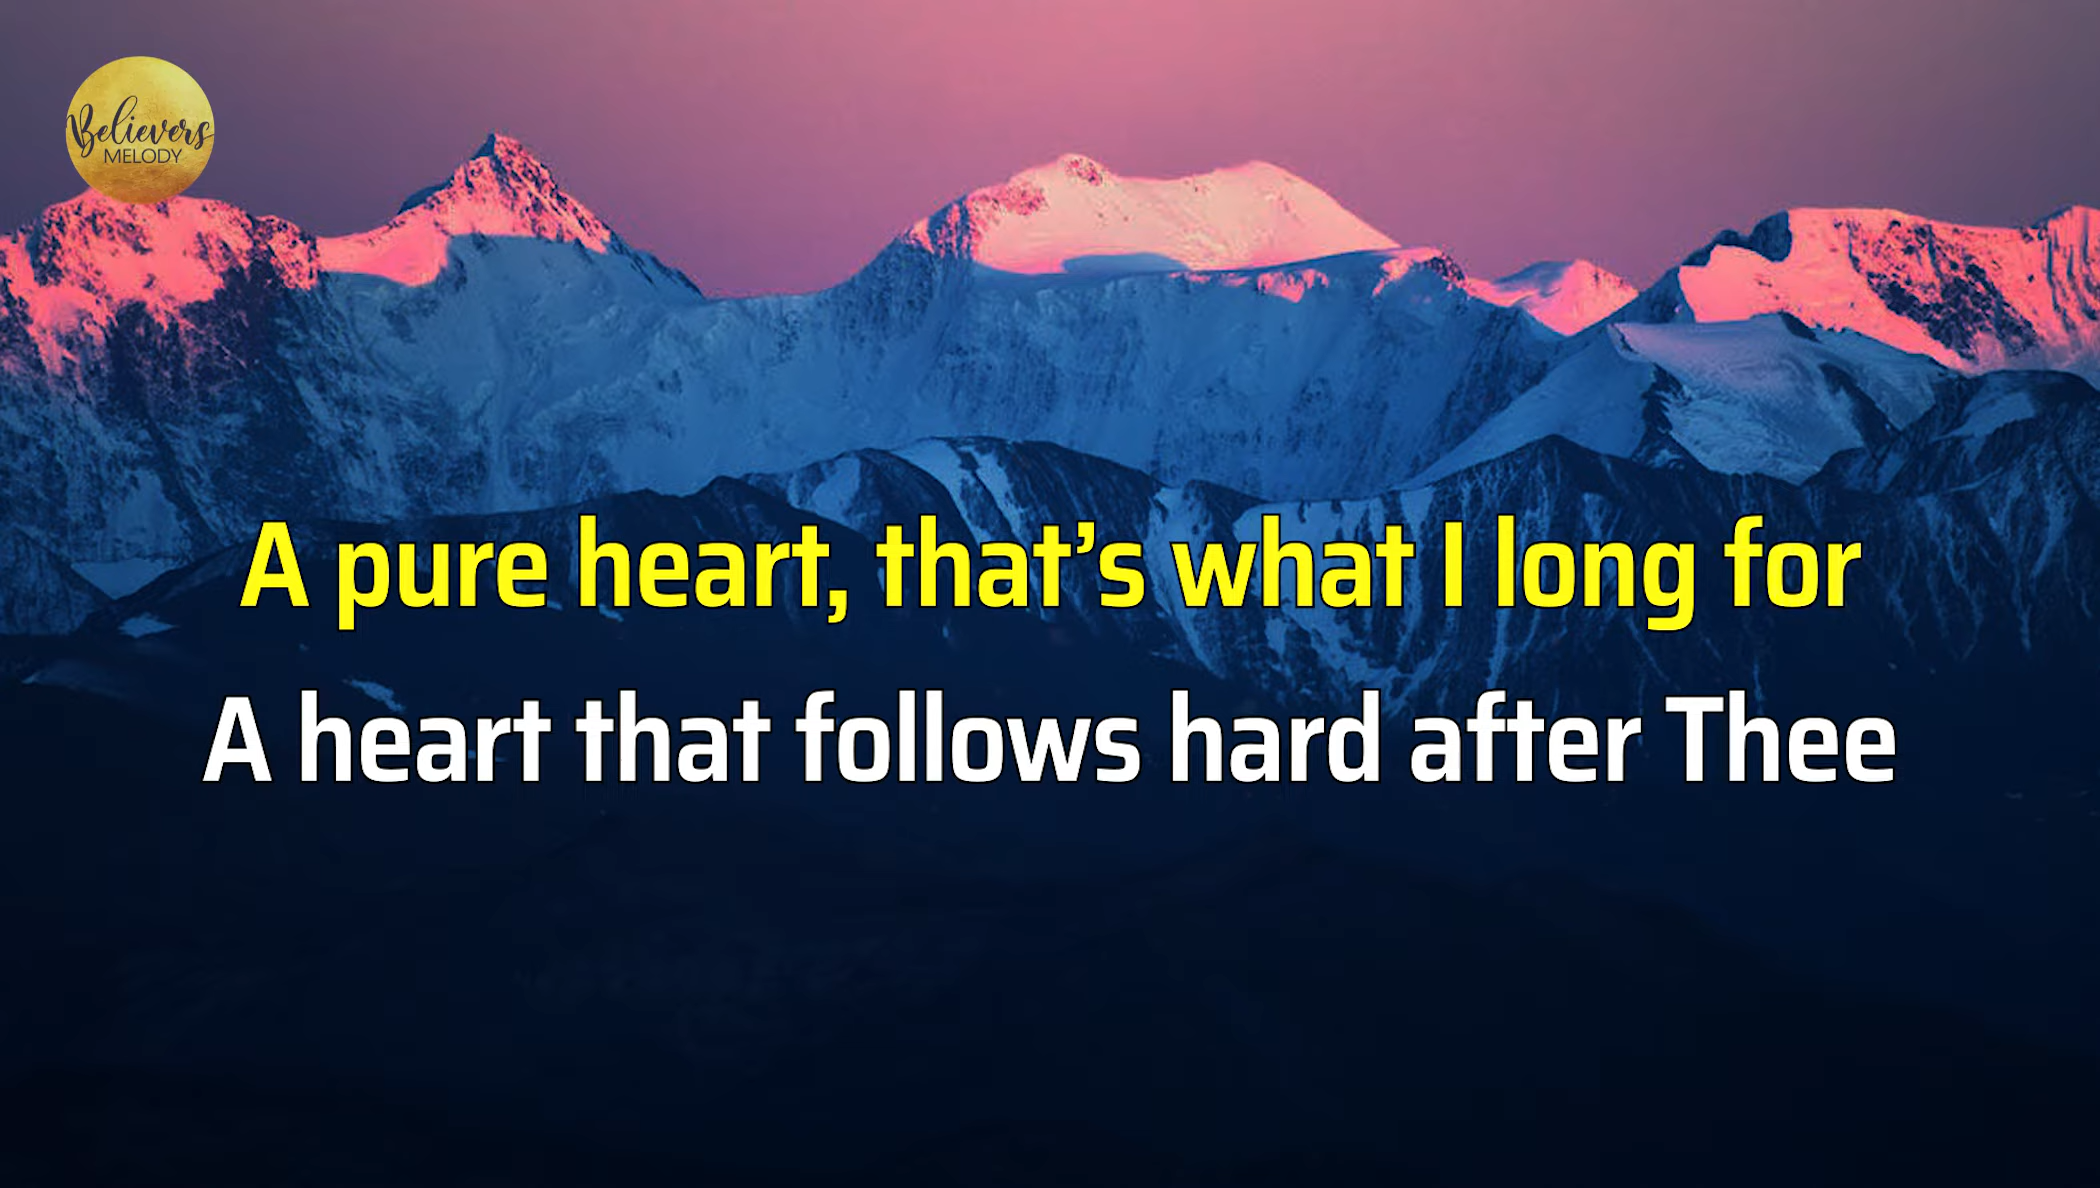 Believers
MELODY
A pure heart, that’s what I long for
A heart that follows hard after Thee